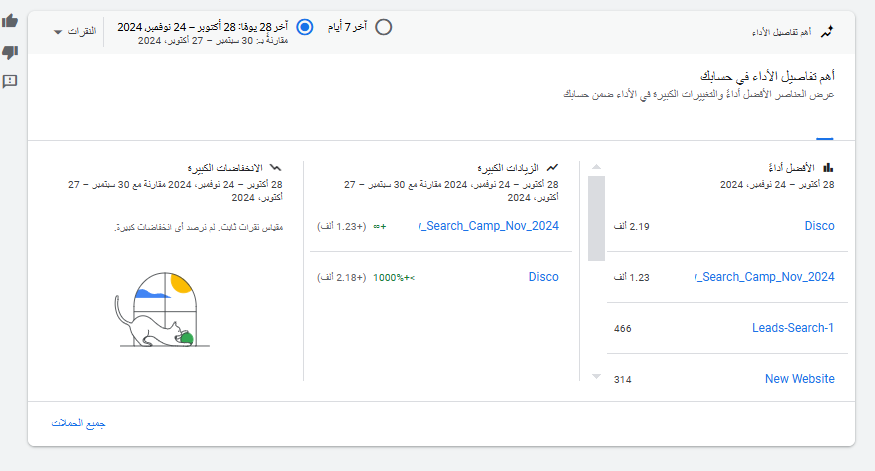 أهم تفاصيل الأداء
آخر 7 أيام
آخر 28 يومًا: 28 أكتوبر – 24 نوفمبر, 2024
مقارنةً بـ: 30 سبتمبر – 27 أكتوبر، 2024
النقرات
أهم تفاصيل الأداء في حسابك
عرض العناصر الأفضل أداءً والتغييرات الكبيرة في الأداء ضمن حسابك
الأفضل أداءً
28 أكتوبر – 24 نوفمبر، 2024
Disco
2.19 ألف
_Search_Camp_Nov_2024
1.23 ألف
Leads-Search-1
466
New Website
314
الزيادات الكبيرة
28 أكتوبر – 24 نوفمبر، 2024 مقارنة مع 30 سبتمبر – 27
أكتوبر، 2024
_Search_Camp_Nov_2024
+∞ (+1.23 ألف)
Disco
>+1000% (+2.18 ألف)
الانخفاضات الكبيرة
28 أكتوبر – 24 نوفمبر، 2024 مقارنة مع 30 سبتمبر – 27
أكتوبر، 2024
مقياس نقرات ثابت. لم نرصد أي انخفاضات كبيرة.
جميع الحملات